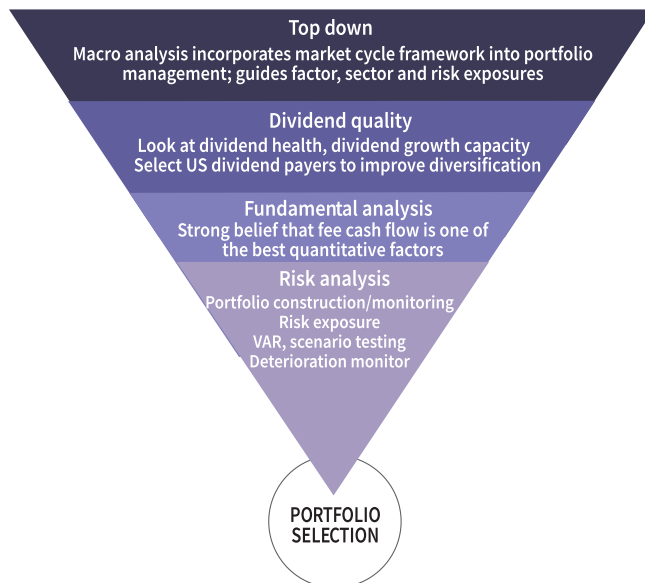 Top down
Macro analysis incorporates market cycle framework into portfolio
management; guides factor, sector and risk exposures
Dividend quality
Look at dividend health, dividend growth capacity
Select US dividend payers to improve diversification
Fundamental analysis
Strong belief that fee cash flow is one of
the best quantitative factors
Risk analysis
Portfolio construction/monitoring
Risk exposure
VAR, scenario testing
Deterioration monitor
PORTFOLIO
SELECTION